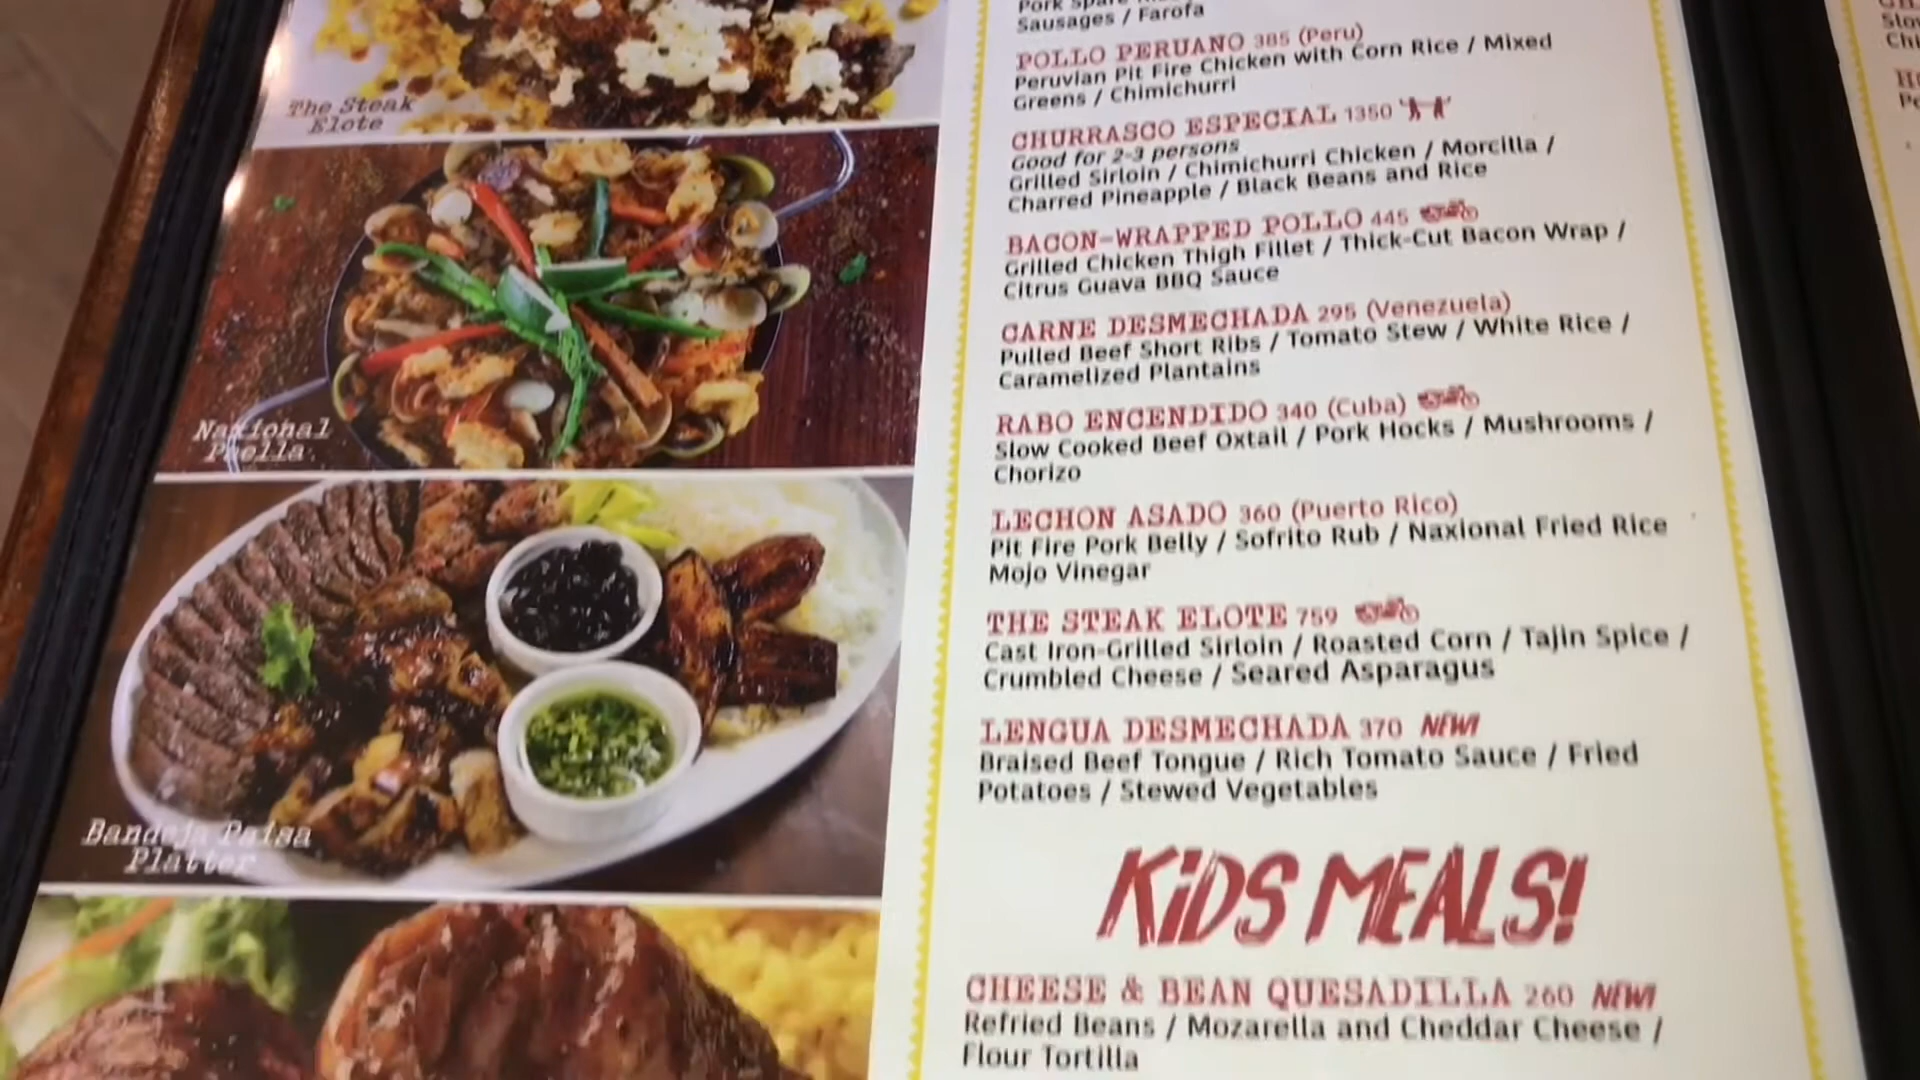 The Steak
Elote
Naxional
Paella
Bandeja Paisa
Platter
Pork Spare
Sausages / Farofa
POLLO PERUANO 385 (Peru)
Peruvian Pit Fire Chicken with Corn Rice / Mixed
Greens / Chimichurri
CHURRASCO ESPECIAL 1350
Good for 2-3 persons
Grilled Sirloin / Chimichurri Chicken / Morcilla /
Charred Pineapple / Black Beans and Rice
BACON-WRAPPED POLLO 445
Grilled Chicken Thigh Fillet / Thick-Cut Bacon Wrap /
Citrus Guava BBQ Sauce
CARNE DESMECHADA 295 (Venezuela)
Pulled Beef Short Ribs / Tomato Stew / White Rice /
Caramelized Plantains
RABO ENCENDIDO 340 (Cuba)
Slow Cooked Beef Oxtail / Pork Hocks / Mushrooms /
Chorizo
LECHON ASADO 360 (Puerto Rico)
Pit Fire Pork Belly / Sofrito Rub / Naxional Fried Rice
Mojo Vinegar
THE STEAK ELOTE 759
Cast Iron-Grilled Sirloin / Roasted Corn / Tajin Spice /
Crumbled Cheese / Seared Asparagus
LENGUA DESMECHADA 370 NEW!
Braised Beef Tongue / Rich Tomato Sauce / Fried
Potatoes / Stewed Vegetables
KiDS MEALS!
CHEESE & BEAN QUESADILLA 260 NEW!
Refried Beans / Mozarella and Cheddar Cheese /
Flour Tortilla